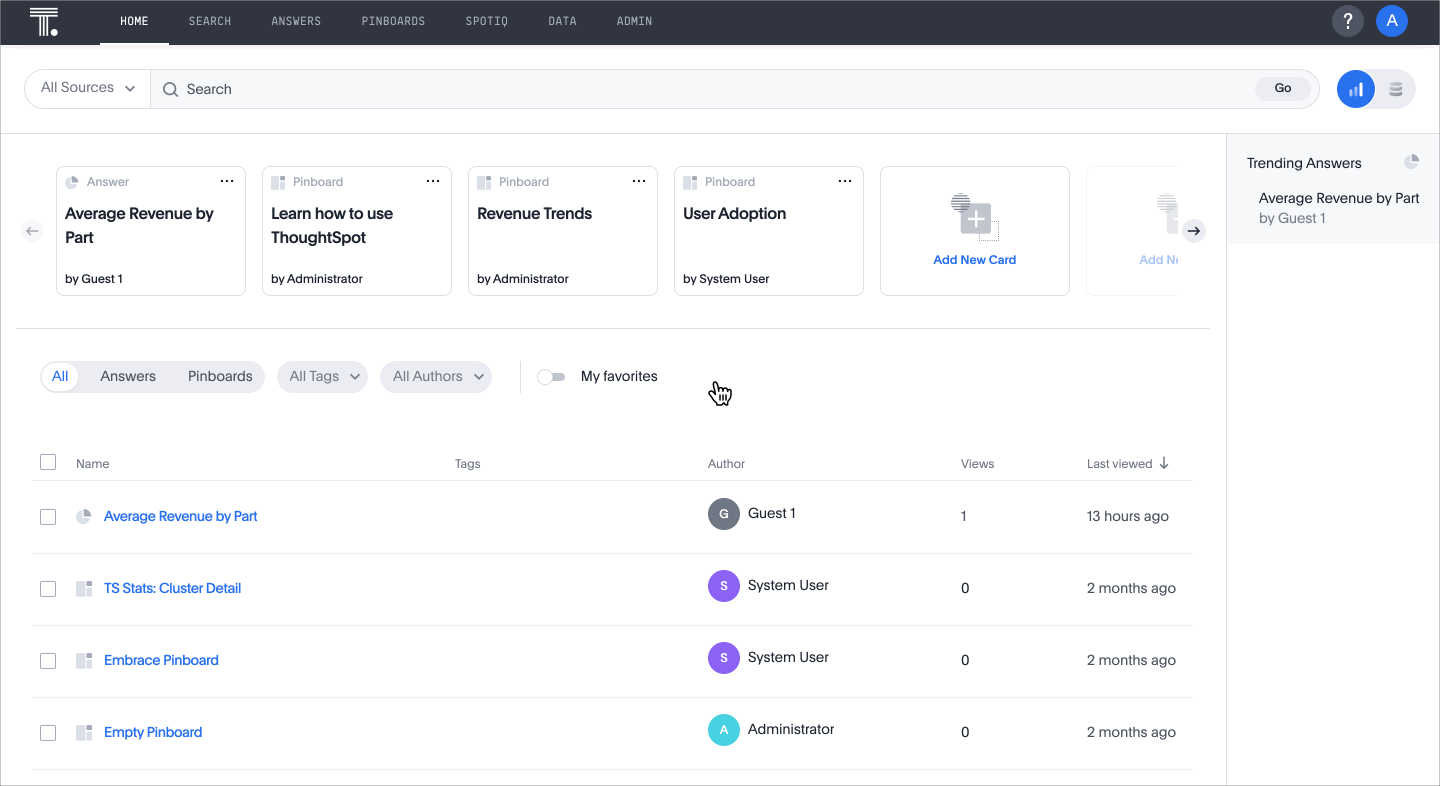 T. HOME SEARCH ANSWERS PINBOARDS SPOTIQ DATA ADMIN ? A
All Sources Search Go
Answer
Average Revenue by
Part
by Guest 1
Pinboard
Learn how to use
ThoughtSpot
by Administrator
Pinboard
Revenue Trends
by Administrator
Pinboard
User Adoption
by System User
Add New Card
Add Ne
Trending Answers
Average Revenue by Part
by Guest 1
All Answers Pinboards All Tags All Authors My favorites
Name Tags Author Views Last viewed
Average Revenue by Part G Guest 1 1 13 hours ago
TS Stats: Cluster Detail S System User 0 2 months ago
Embrace Pinboard S System User 0 2 months ago
Empty Pinboard A Administrator 0 2 months ago